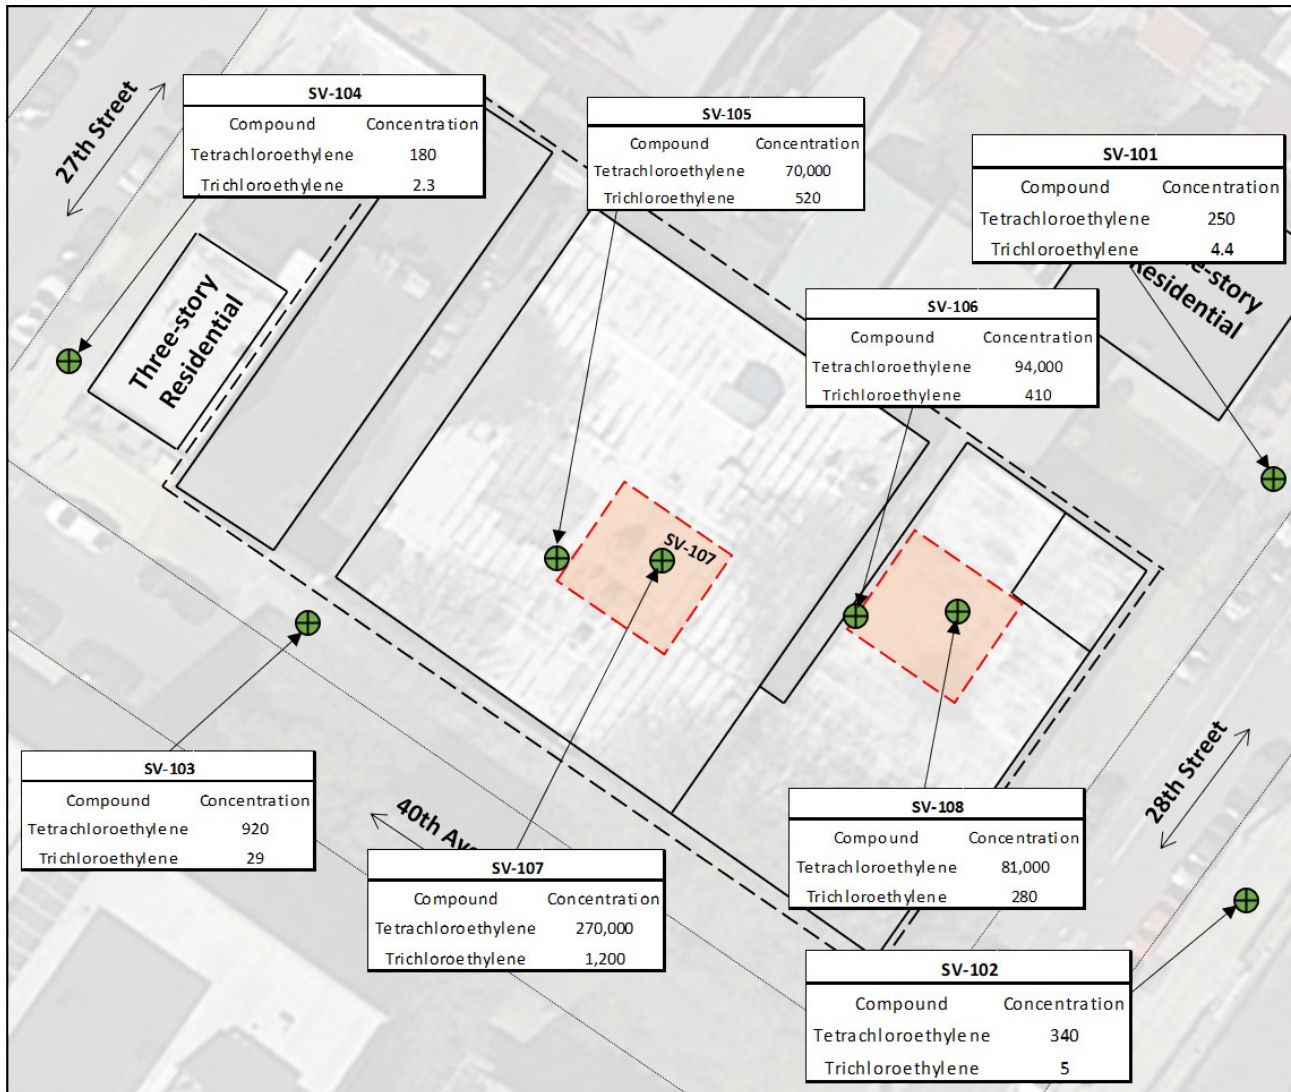 27th Street
SV-104
Compound Concentration
Tetrachloroethylene 180
Trichloroethylene 2.3
SV-105
Compound Concentration
Tetrachloroethylene 70,000
Trichloroethylene 520
SV-101
Compound Concentration
Tetrachloroethylene 250
Trichloroethylene 4.4
Three-story
Residential
e-story
Residential
SV-106
Compound Concentration
Tetrachloroethylene 94,000
Trichloroethylene 410
SV-107
SV-103
Compound Concentration
Tetrachloroethylene 920
Trichloroethylene 29
40th Av
28th Street
SV-107
Compound Concentration
Tetrachloroethylene 270,000
Trichloroethylene 1,200
SV-108
Compound Concentration
Tetrachloroethylene 81,000
Trichloroethylene 280
SV-102
Compound Concentration
Tetrachloroethylene 340
Trichloroethylene 5